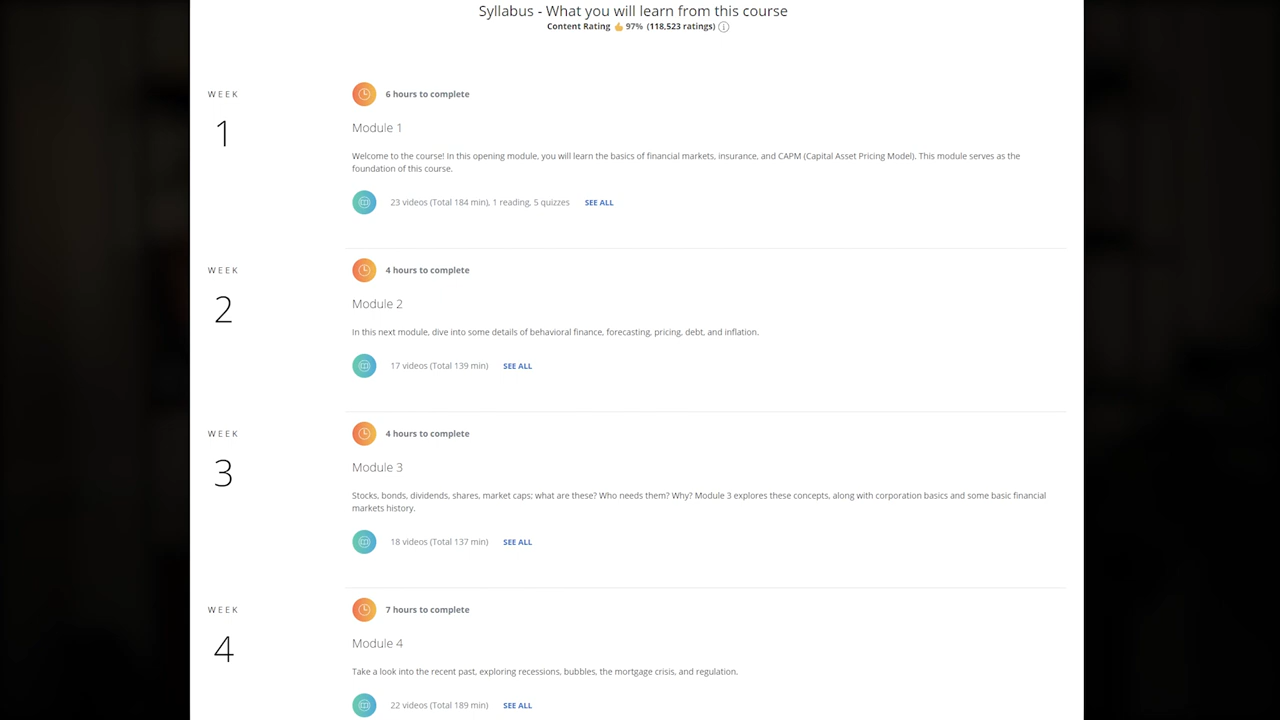 Syllabus - What you will learn from this course
Content Rating 97% (118,523 ratings)
WEEK
1
6 hours to complete
Module 1
Welcome to the course! In this opening module, you will learn the basics of financial markets, insurance, and CAPM (Capital Asset Pricing Model). This module serves as the
foundation of this course.
23 videos (Total 184 min), 1 reading, 5 quizzes SEE ALL
WEEK
2
4 hours to complete
Module 2
In this next module, dive into some details of behavioral finance, forecasting, pricing, debt, and inflation.
17 videos (Total 139 min) SEE ALL
WEEK
3
4 hours to complete
Module 3
Stocks, bonds, dividends, shares, market caps; what are these? Who needs them? Why? Module 3 explores these concepts, along with corporation basics and some basic financial
markets history.
18 videos (Total 137 min) SEE ALL
WEEK
4
7 hours to complete
Module 4
Take a look into the recent past, exploring recessions, bubbles, the mortgage crisis, and regulation.
22 videos (Total 189 min) SEE ALL